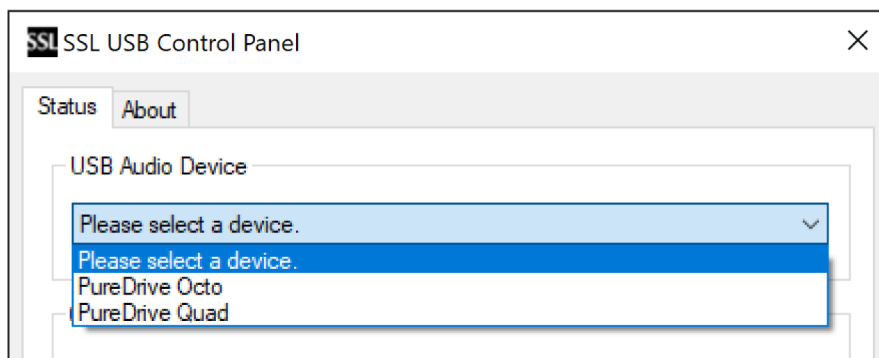 SSL SSL USB Control Panel
Status About
USB Audio Device
Please select a device.
Please select a device.
PureDrive Octo
PureDrive Quad